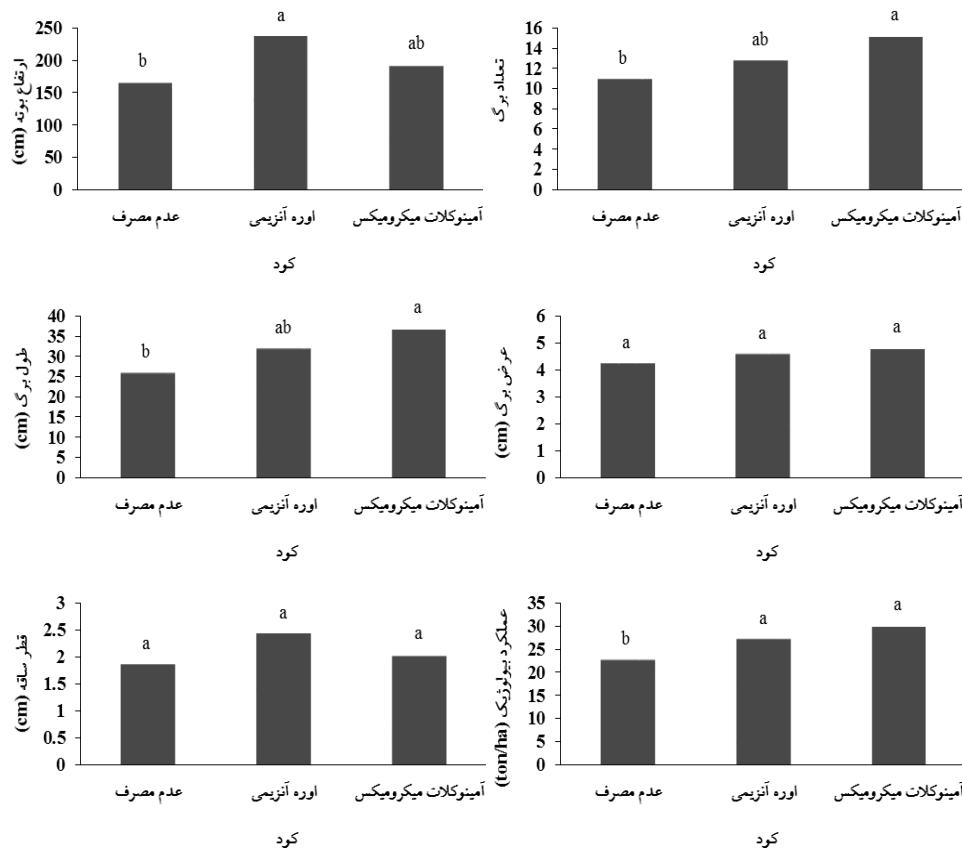 ارتفاع بوته (cm)
250
200
150
100
50
0
b
a
ab
عدم مصرف
اوره آنزیمی
آمینوکلات میکرومیکس
کود
تعداد برگ
16
14
12
10
8
6
4
2
0
b
ab
a
عدم مصرف
اوره آنزیمی
آمینوکلات میکرومیکس
کود
طول برگ (cm)
40
35
30
25
20
15
10
5
0
b
ab
a
عدم مصرف
اوره آنزیمی
آمینوکلات میکرومیکس
کود
عرض برگ (cm)
6
5
4
3
2
1
0
a
a
a
عدم مصرف
اوره آنزیمی
آمینوکلات میکرومیکس
کود
قطر ساقه (cm)
3
2.5
2
1.5
1
0.5
0
a
a
a
عدم مصرف
اوره آنزیمی
آمینوکلات میکرومیکس
کود
عملکرد بیولوژیک (ton/ha)
35
30
25
20
15
10
5
0
b
a
a
عدم مصرف
اوره آنزیمی
آمینوکلات میکرومیکس
کود